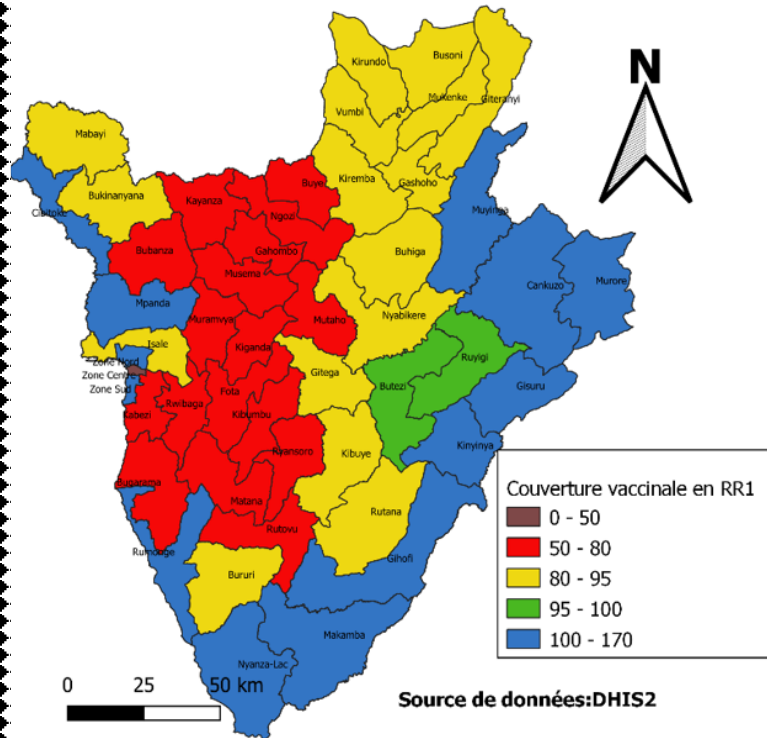 Kirundo
Busoni
N
Mukenke
Giteranyi
Vumbi
Mabayi
Kiremba
Gashoho
Buye
Bukinanyana
Kayanza
Cibitoke
Ngozi
Muyinga
Bubanza
Gahombo
Buhiga
Musema
Cankuzo
Murore
Mpanda
Muramvya
Mutaho
Nyabikere
Isale
Kiganda
Zone Nord
Ruyigi
Zone Centre
Gitega
Zone Sud
Butezi
Gisuru
Fota
Rwibaga
Kabezi
Kibumbu
Kinyinya
Ryansoro
Kibuye
Bugarama
Matana
Rutana
Rutovu
Rumonge
Gihofi
Bururi
Makamba
Nyanza-Lac
Couverture vaccinale en RR1
0 - 50
50 - 80
80 - 95
95 - 100
100 - 170
0 25 50 km
Source de données:DHIS2